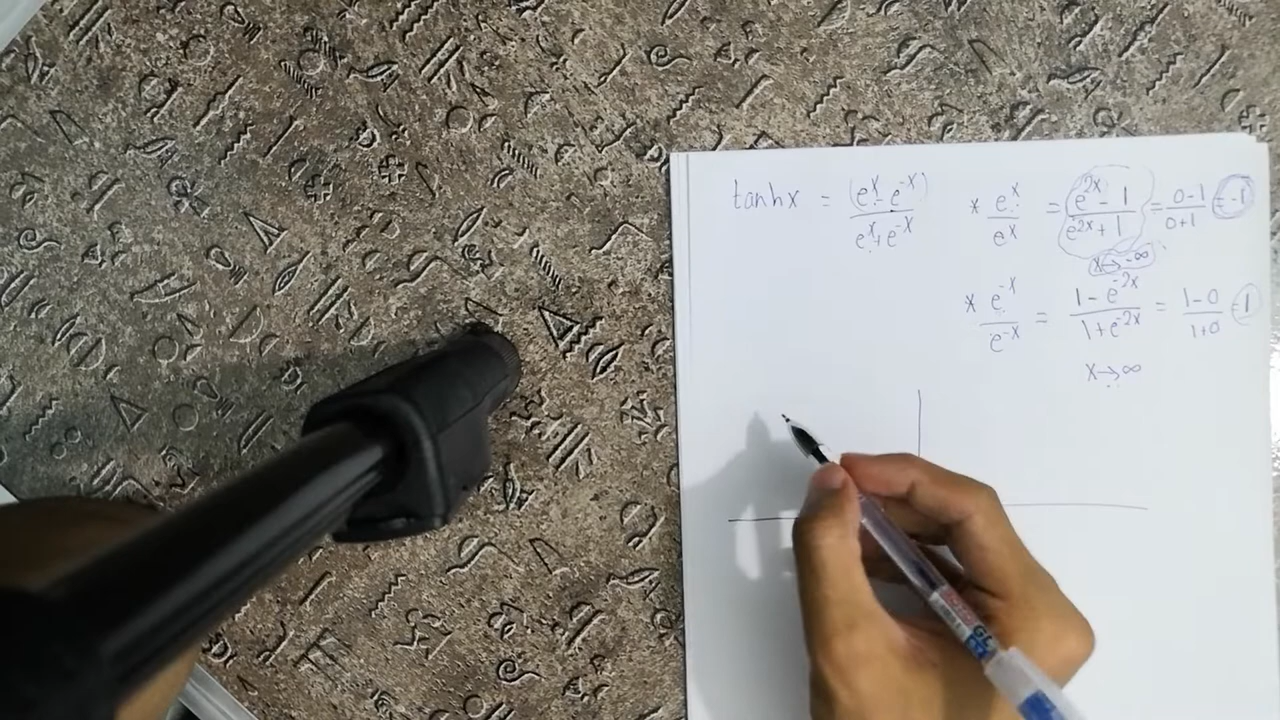 tanhx = (e^x - e^-x) / (e^x + e^-x) * e^x / e^x = (e^2x - 1) / (e^2x + 1) = (0-1) / (0+1) = -1
x→-∞
* e^-x / e^-x = (1 - e^-2x) / (1 + e^-2x) = (1-0) / (1+0) = 1
x→∞